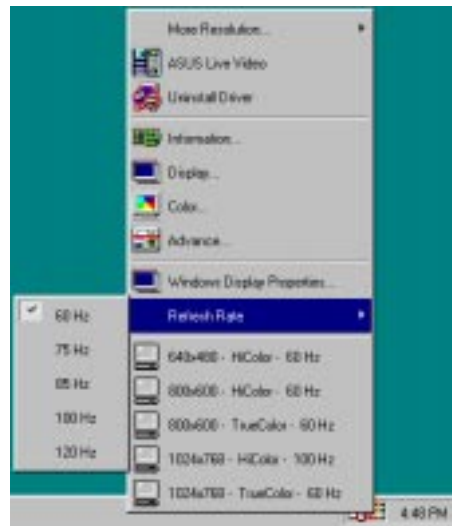 More Resolution...
ASUS Live Video
Uninstall Driver
Information...
Display...
Color...
Advance...
Windows Display Properties...
Refresh Rate
60 Hz
75 Hz
85 Hz
100 Hz
120 Hz
640x480 - HiColor - 60 Hz
800x600 - HiColor - 60 Hz
800x600 - TrueColor - 60 Hz
1024x768 - HiColor - 100 Hz
1024x768 - TrueColor - 60 Hz
4:48 PM